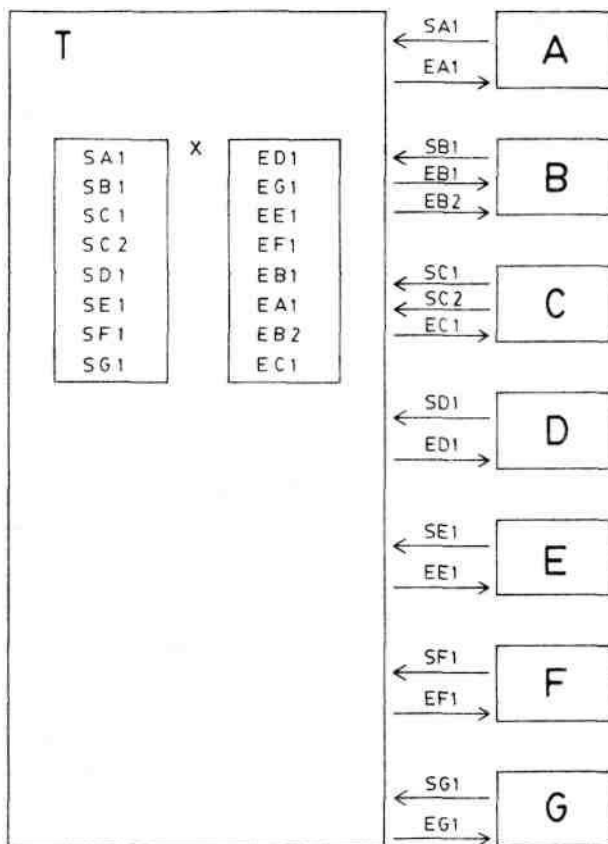 T
X
SA1 ED1
SB1 EG1
SC1 EE1
SC2 EF1
SD1 EB1
SE1 EA1
SF1 EB2
SG1 EC1
SA1
EA1
A
SB1
EB1
EB2
B
SC1
SC2
EC1
C
SD1
ED1
D
SE1
EE1
E
SF1
EF1
F
SG1
EG1
G